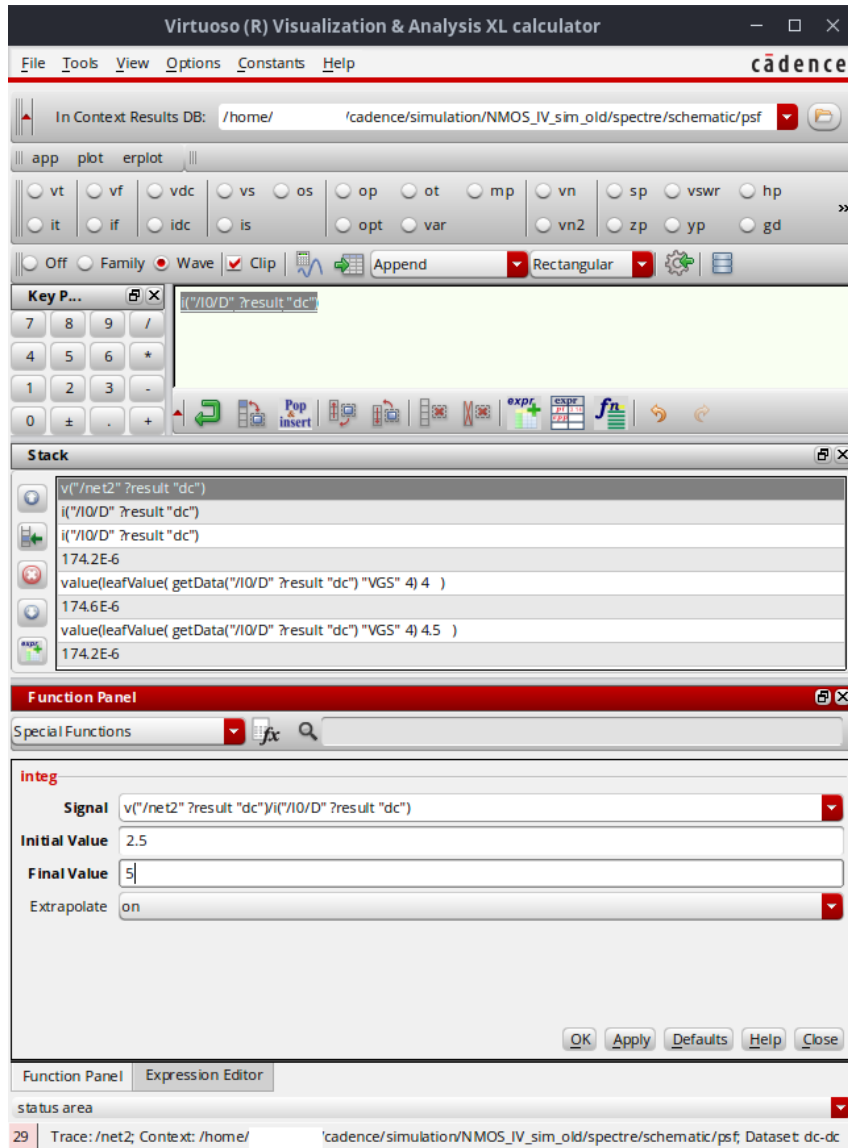 Virtuoso (R) Visualization & Analysis XL calculator
File Tools View Options Constants Help
cādence
In Context Results DB: /home/ /cadence/simulation/NMOS_IV_sim_old/spectre/schematic/psf
app plot erplot
vt vf vdc vs os op ot mp vn sp vswr hp
it if idc is opt var vn2 zp yp gd
»
Off Family Wave Clip Append Rectangular
Key P...
7 8 9 /
4 5 6 *
1 2 3 -
0 ± . +
i("/I0/D" ?result "dc")
Pop & insert
expr
expr
fn
Stack
v("/net2" ?result "dc")
i("/I0/D" ?result "dc")
i("/I0/D" ?result "dc")
174.2E-6
value(leafValue( getData("/I0/D" ?result "dc") "VGS" 4) 4 )
174.6E-6
value(leafValue( getData("/I0/D" ?result "dc") "VGS" 4) 4.5 )
174.2E-6
expr
Function Panel
Special Functions fx
integ
Signal v("/net2" ?result "dc")/i("/I0/D" ?result "dc")
Initial Value 2.5
Final Value 5
Extrapolate on
OK Apply Defaults Help Close
Function Panel Expression Editor
status area
29 Trace: /net2; Context: /home/ /cadence/simulation/NMOS_IV_sim_old/spectre/schematic/psf; Dataset: dc-dc